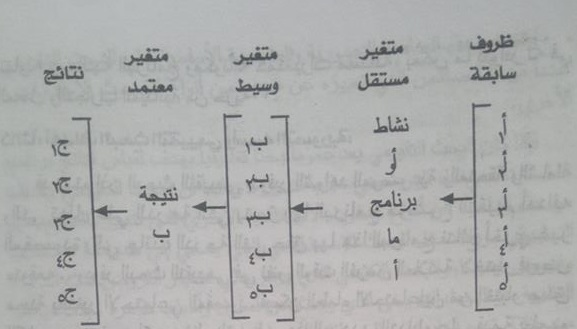 ظروف سابقة
متغير مستقل
متغير وسيط
متغير معتمد
نتائج
أ١
أ٢
أ٣
أ٤
أ٥
نشاط
أو
برنامج
ما
أ
ب١
ب٢
ب٣
ب٤
ب٥
نتيجة
ب
ج١
ج٢
ج٣
ج٤
ج٥